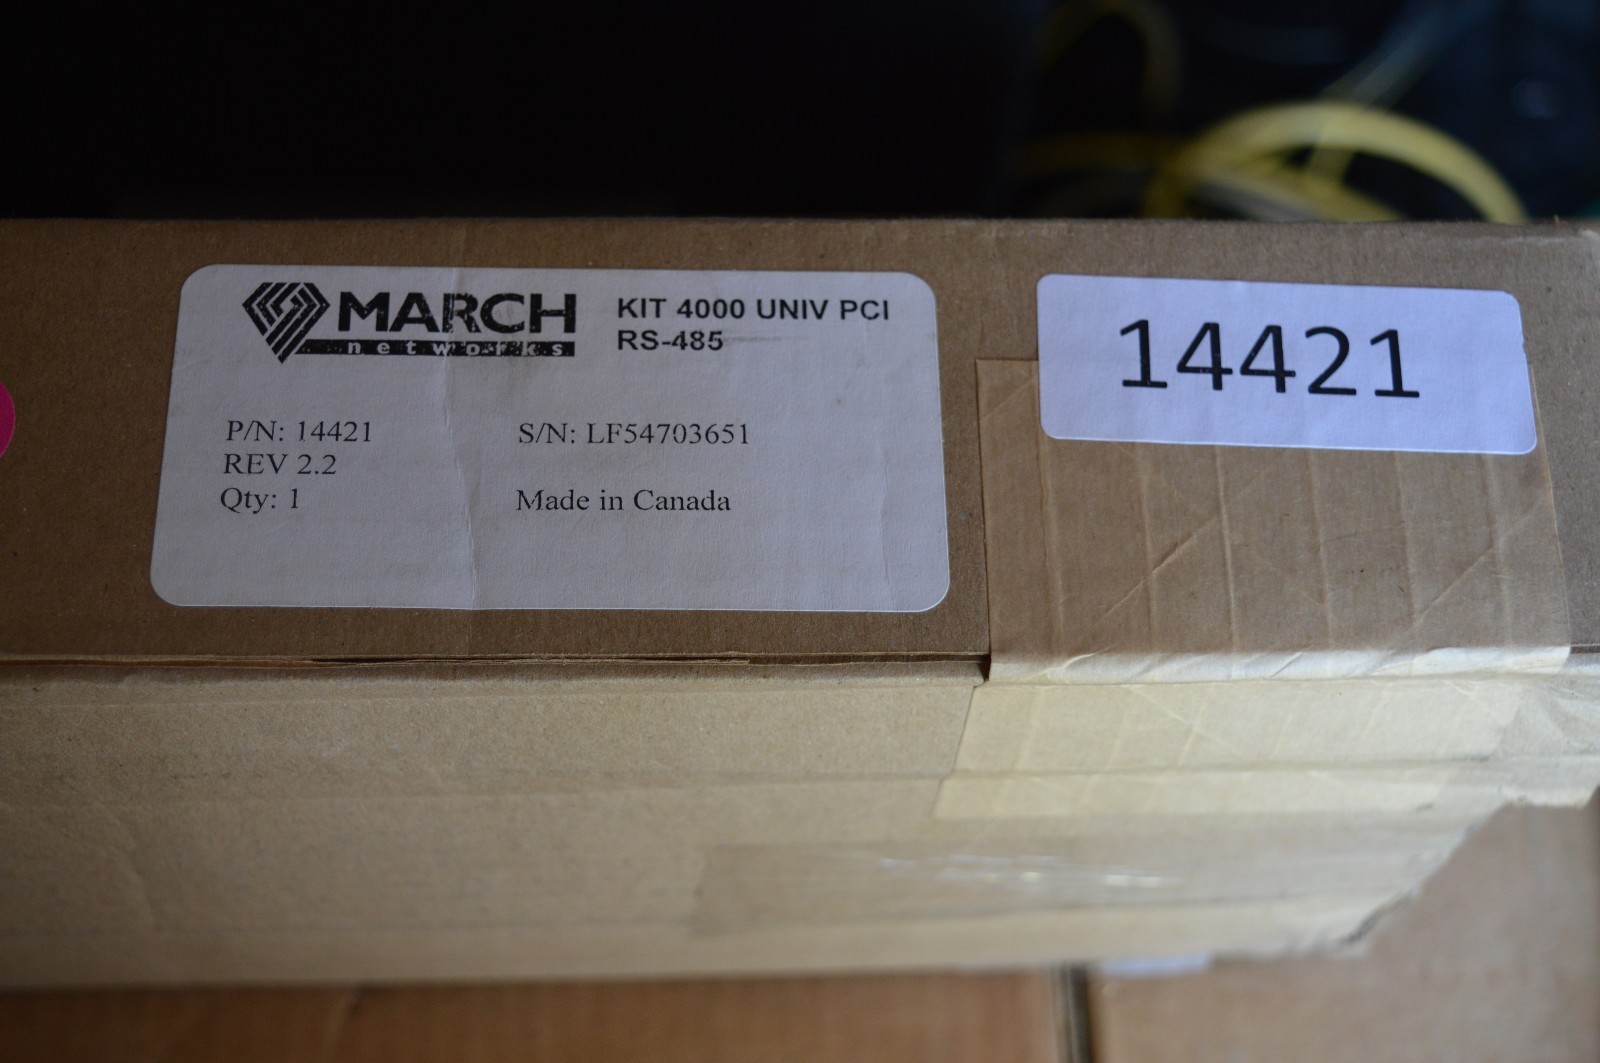 MARCH
networks
KIT 4000 UNIV PCI
RS-485
P/N: 14421
S/N: LF54703651
REV 2.2
Qty: 1
Made in Canada
14421